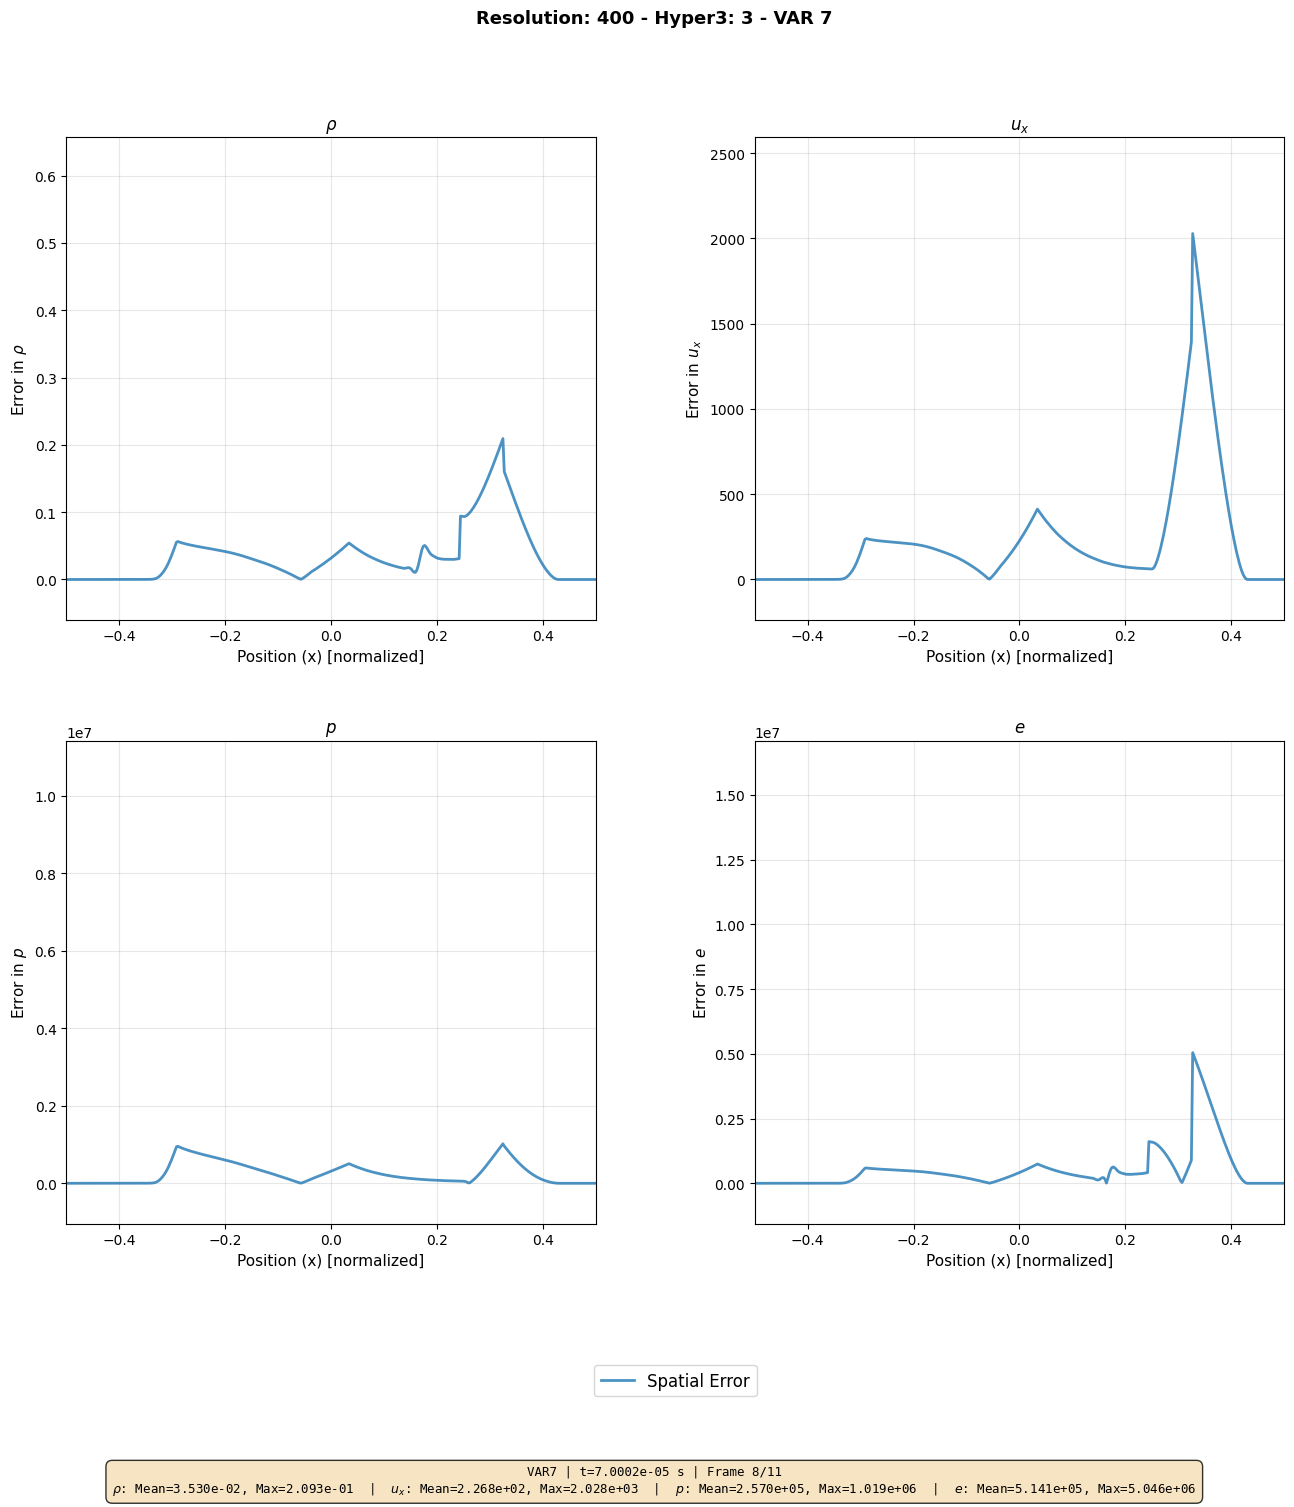 Resolution: 400 - Hyper3: 3 - VAR 7
ρ
Error in ρ
0.6
0.5
0.4
0.3
0.2
0.1
0.0
−0.4 −0.2 0.0 0.2 0.4
Position (x) [normalized]
uₓ
Error in uₓ
2500
2000
1500
1000
500
0
−0.4 −0.2 0.0 0.2 0.4
Position (x) [normalized]
p
1e7
Error in p
1.0
0.8
0.6
0.4
0.2
0.0
−0.4 −0.2 0.0 0.2 0.4
Position (x) [normalized]
e
1e7
Error in e
1.50
1.25
1.00
0.75
0.50
0.25
0.00
−0.4 −0.2 0.0 0.2 0.4
Position (x) [normalized]
Spatial Error
VAR7 | t=7.0002e-05 s | Frame 8/11
ρ: Mean=3.530e-02, Max=2.093e-01 | uₓ: Mean=2.268e+02, Max=2.028e+03 | p: Mean=2.570e+05, Max=1.019e+06 | e: Mean=5.141e+05, Max=5.046e+06